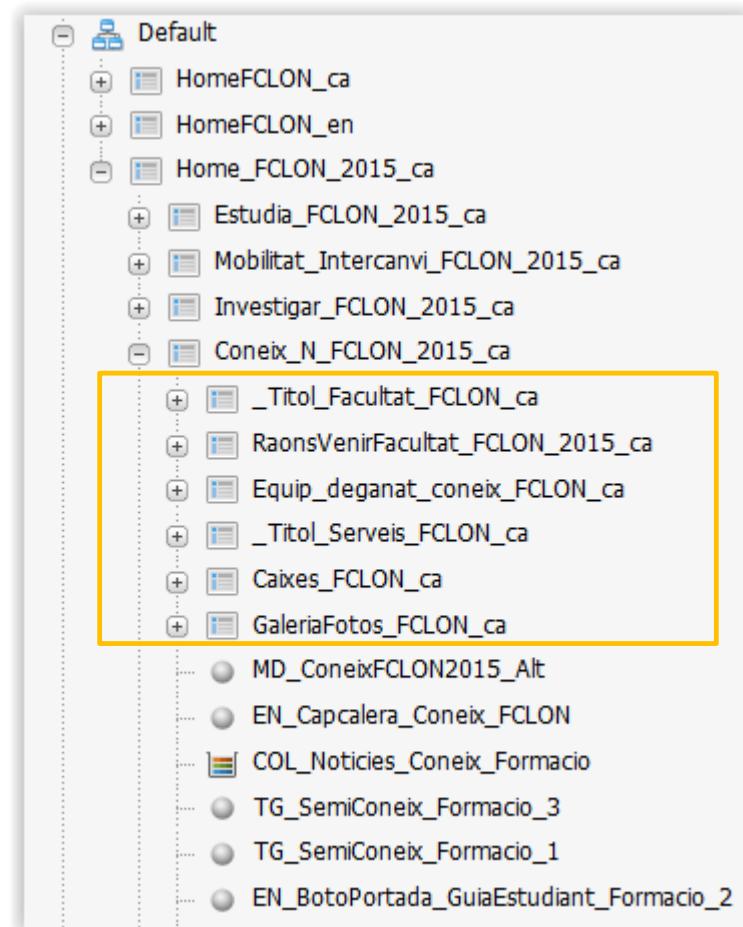 Default
HomeFCLON_ca
HomeFCLON_en
Home_FCLON_2015_ca
Estudia_FCLON_2015_ca
Mobilitat_Intercanvi_FCLON_2015_ca
Investigar_FCLON_2015_ca
Coneix_N_FCLON_2015_ca
_Titol_Facultat_FCLON_ca
RaonsVenirFacultat_FCLON_2015_ca
Equip_deganat_coneix_FCLON_ca
_Titol_Serveis_FCLON_ca
Caixes_FCLON_ca
GaleriaFotos_FCLON_ca
MD_ConeixFCLON2015_Alt
EN_Capcalera_Coneix_FCLON
COL_Noticies_Coneix_Formacio
TG_SemiConeix_Formacio_3
TG_SemiConeix_Formacio_1
EN_BotoPortada_GuiaEstudiant_Formacio_2